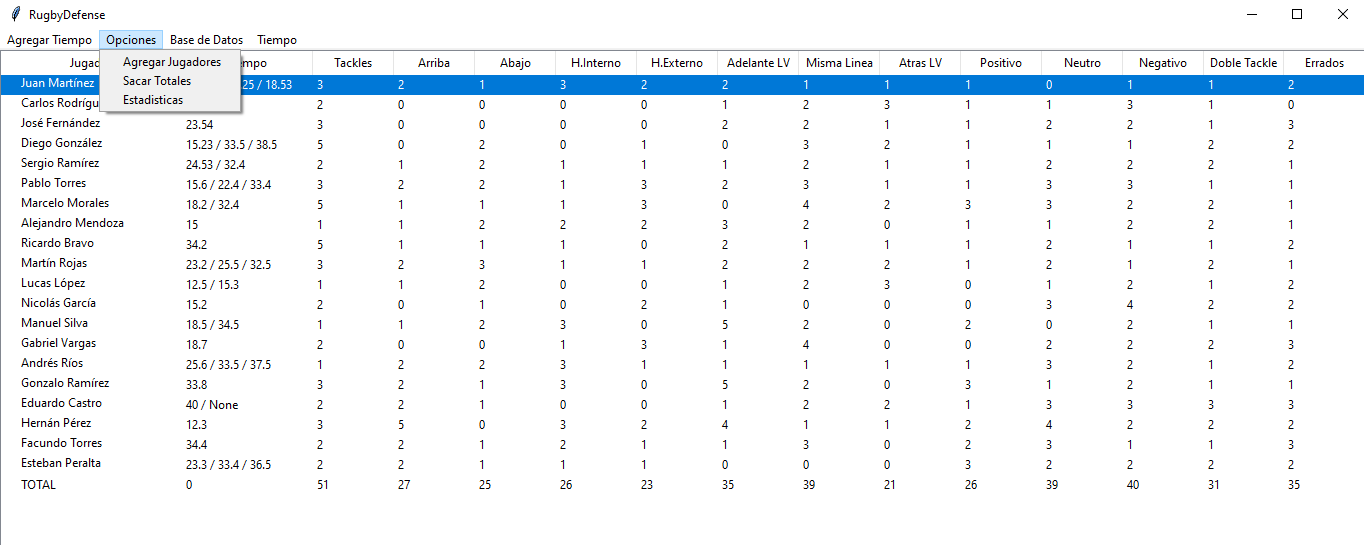 RugbyDefense
Agregar Tiempo Opciones Base de Datos Tiempo
Agregar Jugadores
Sacar Totales
Estadisticas
Tackles Arriba Abajo H.Interno H.Externo Adelante LV Misma Linea Atras LV Positivo Neutro Negativo Doble Tackle Errados
Juan Martínez 25 / 18.53 3 2 1 3 2 2 1 1 1 0 1 1 2
Carlos 2 0 0 0 0 1 2 3 1 1 3 1 0
José Fernández 23.54 3 0 0 0 0 2 2 1 1 2 2 1 3
Diego González 15.23 / 33.5 / 38.5 5 0 2 0 1 0 3 2 1 1 1 2 2
Sergio Ramírez 24.53 / 32.4 2 1 2 1 1 1 2 1 1 2 2 2 1
Pablo Torres 15.6 / 22.4 / 33.4 3 2 2 1 3 2 3 1 1 3 3 1 1
Marcelo Morales 18.2 / 32.4 5 1 1 1 3 0 4 2 3 3 2 2 1
Alejandro Mendoza 15 1 1 2 2 2 3 2 0 1 1 2 2 1
Ricardo Bravo 34.2 5 1 1 1 0 2 1 1 1 2 1 1 2
Martín Rojas 23.2 / 25.5 / 32.5 3 2 3 1 1 2 2 2 1 2 1 2 1
Lucas López 12.5 / 15.3 1 1 2 0 0 1 2 3 0 1 2 1 2
Nicolás García 15.2 2 0 1 0 2 1 0 0 0 3 4 2 2
Manuel Silva 18.5 / 34.5 1 1 2 3 0 5 2 0 2 0 2 1 1
Gabriel Vargas 18.7 2 0 0 1 3 1 4 0 0 2 2 2 3
Andrés Ríos 25.6 / 33.5 / 37.5 1 2 2 3 1 1 1 1 1 3 2 1 2
Gonzalo Ramírez 33.8 3 2 1 3 0 5 2 0 3 1 2 1 1
Eduardo Castro 40 / None 2 2 1 0 0 1 2 2 1 3 3 3 3
Hernán Pérez 12.3 3 5 0 3 2 4 1 1 2 4 2 2 2
Facundo Torres 34.4 2 2 1 2 1 1 3 0 2 3 1 1 3
Esteban Peralta 23.3 / 33.4 / 36.5 2 2 1 1 1 0 0 0 3 2 2 2 2
TOTAL 0 51 27 25 26 23 35 39 21 26 39 40 31 35